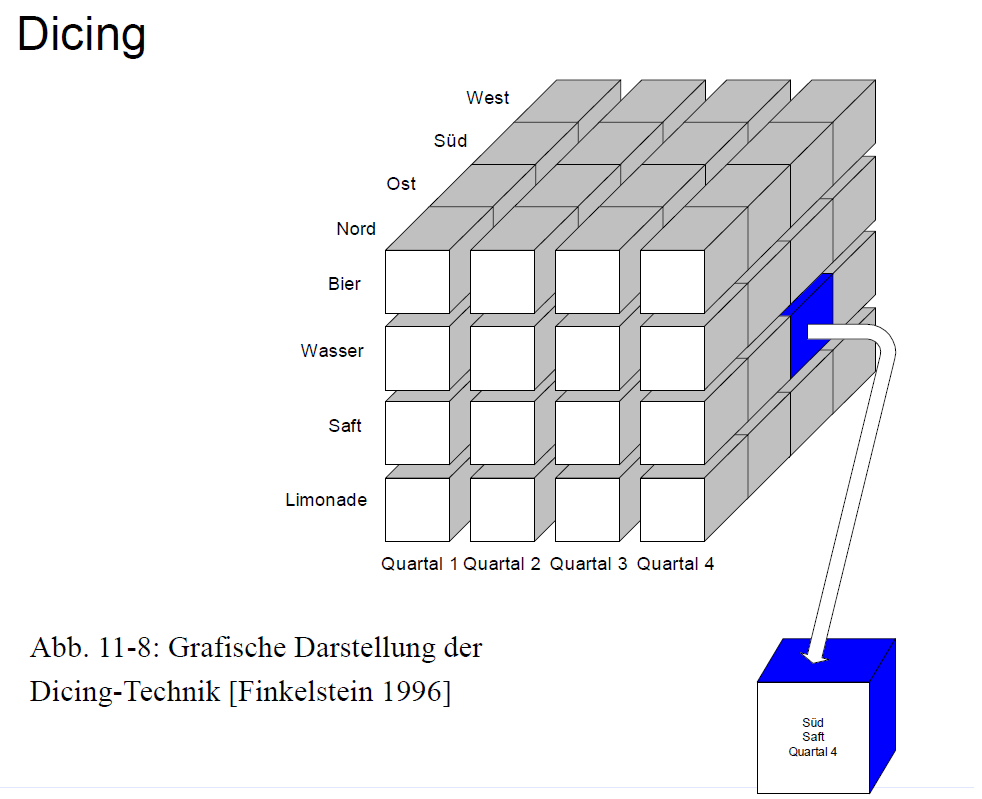 Dicing
West
Süd
Ost
Nord
Bier
Wasser
Saft
Limonade
Quartal 1 Quartal 2 Quartal 3 Quartal 4
Abb. 11-8: Grafische Darstellung der
Dicing-Technik [Finkelstein 1996]
Süd
Saft
Quartal 4